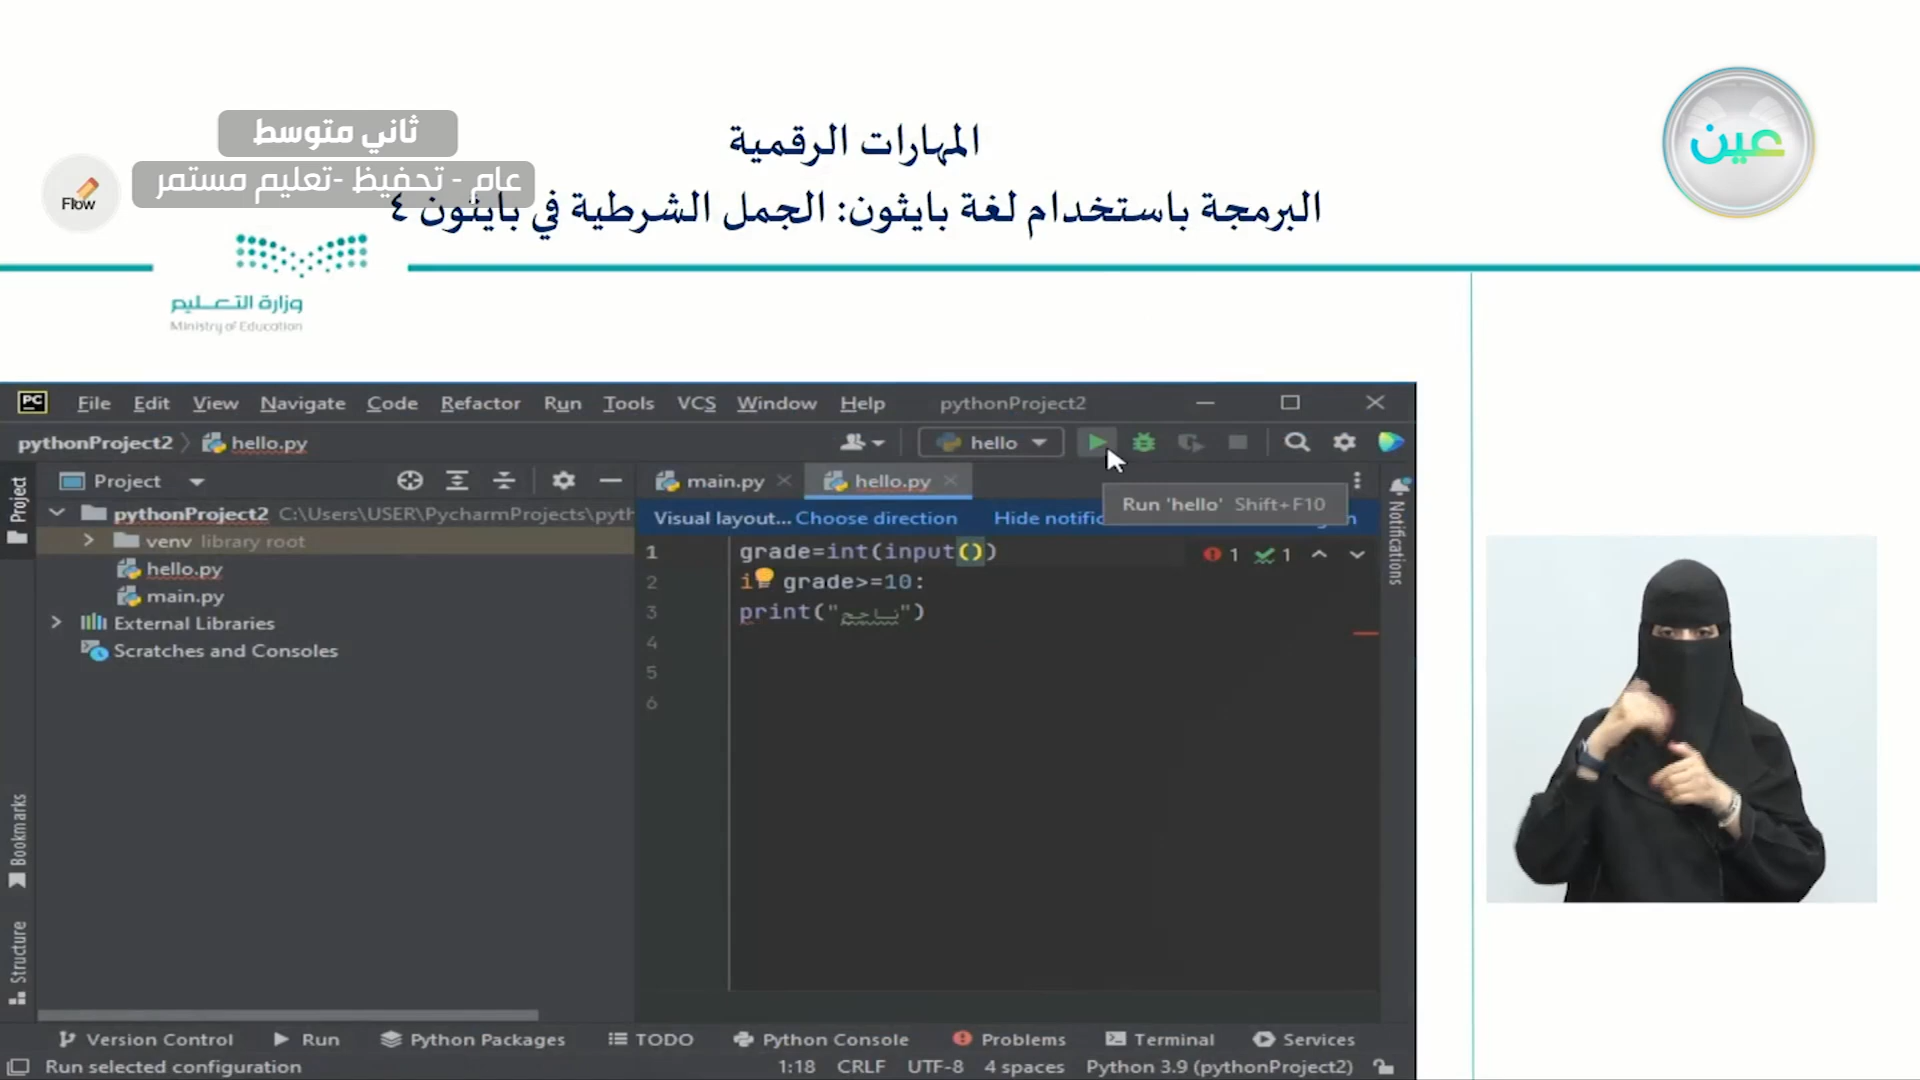 عين
المهارات الرقمية
البرمجة باستخدام لغة بايثون: الجمل الشرطية في بايثون ٤
ثاني متوسط
عام - تحفيظ -تعليم مستمر
Flow
وزارة التعـــليم
Ministry of Education
PC File Edit View Navigate Code Refactor Run Tools VCS Window Help pythonProject2
pythonProject2 hello.py hello
Project main.py hello.py
Run 'hello' Shift+F10
pythonProject2 C:\Users\USER\PycharmProjects\pyth
Visual layout... Choose direction Hide notific
venv library root
hello.py
main.py
External Libraries
Scratches and Consoles
1 grade=int(input())
2 i grade>=10:
3 print("ناجح")
4
5
6
1 1
Project
Bookmarks
Structure
Notifications
Version Control Run Python Packages TODO Python Console Problems Terminal Services
Run selected configuration 1:18 CRLF UTF-8 4 spaces Python 3.9 (pythonProject2)